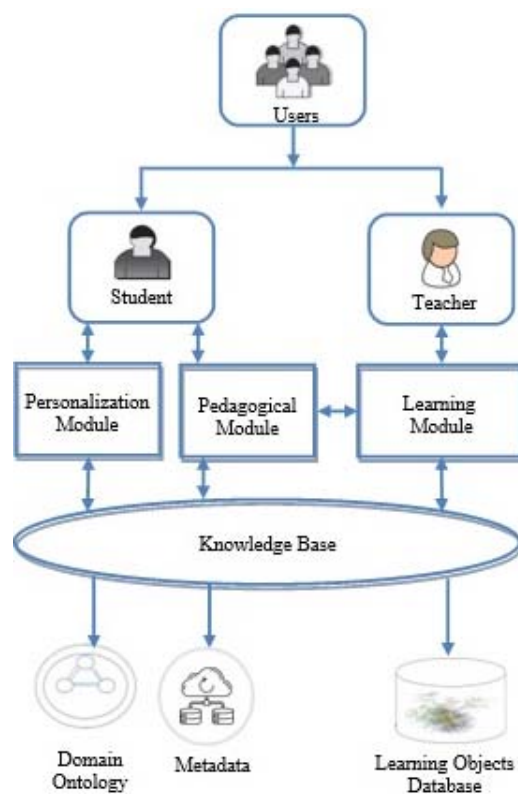 Users
Student
Teacher
Personalization
Module
Pedagogical
Module
Learning
Module
Knowledge Base
Domain
Ontology
Metadata
Learning Objects
Database